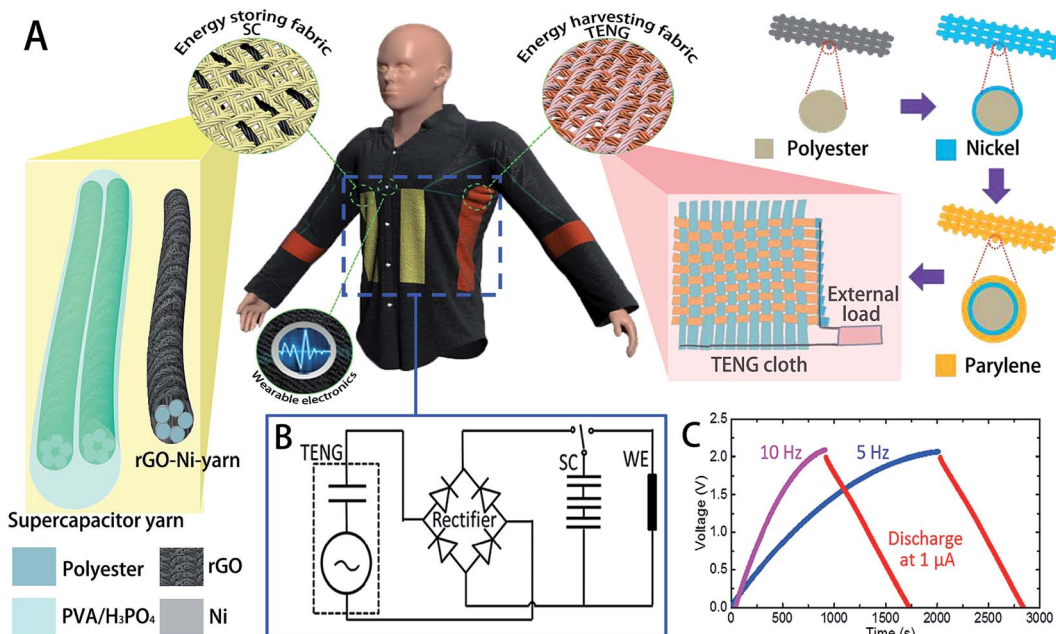 A
Energy storing fabric
SC
Energy harvesting fabric
TENG
Polyester
Nickel
Parylene
External
load
TENG cloth
Wearable electronics
rGO-Ni-yarn
Supercapacitor yarn
Polyester
rGO
PVA/H₃PO₄
Ni
B
TENG
Rectifier
SC
WE
C
10 Hz
5 Hz
Discharge
at 1 μA
Voltage (V)
2.5
2.0
1.5
1.0
0.5
0.0
0 500 1000 1500 2000 2500 3000
Time (s)